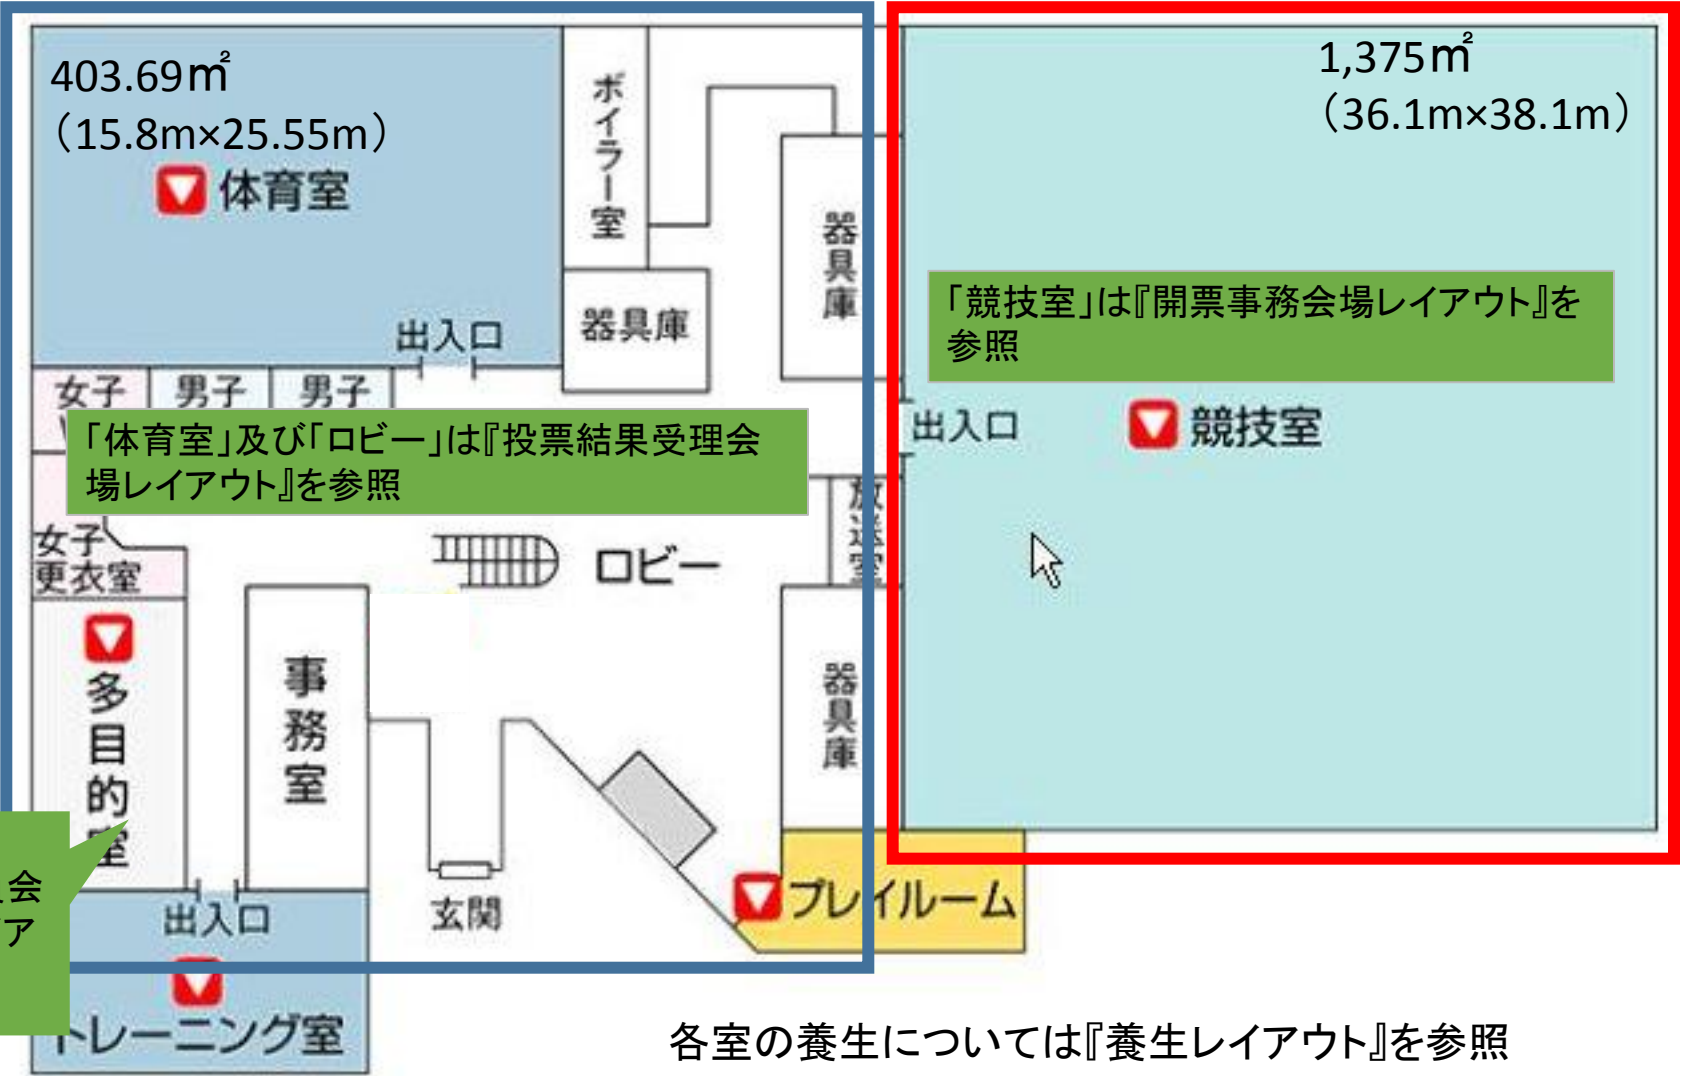 403.69㎡
（15.8m×25.55m）
体育室
ボイラー室
器具庫
器具庫
出入口
1,375㎡
（36.1m×38.1m）
「競技室」は『開票事務会場レイアウト』を
参照
出入口
競技室
女子
男子
男子
「体育室」及び「ロビー」は『投票結果受理会
場レイアウト』を参照
放送室
女子
更衣室
ロビー
多目的室
事務室
器具庫
会
ア
出入口
玄関
プレイルーム
トレーニング室
各室の養生については『養生レイアウト』を参照